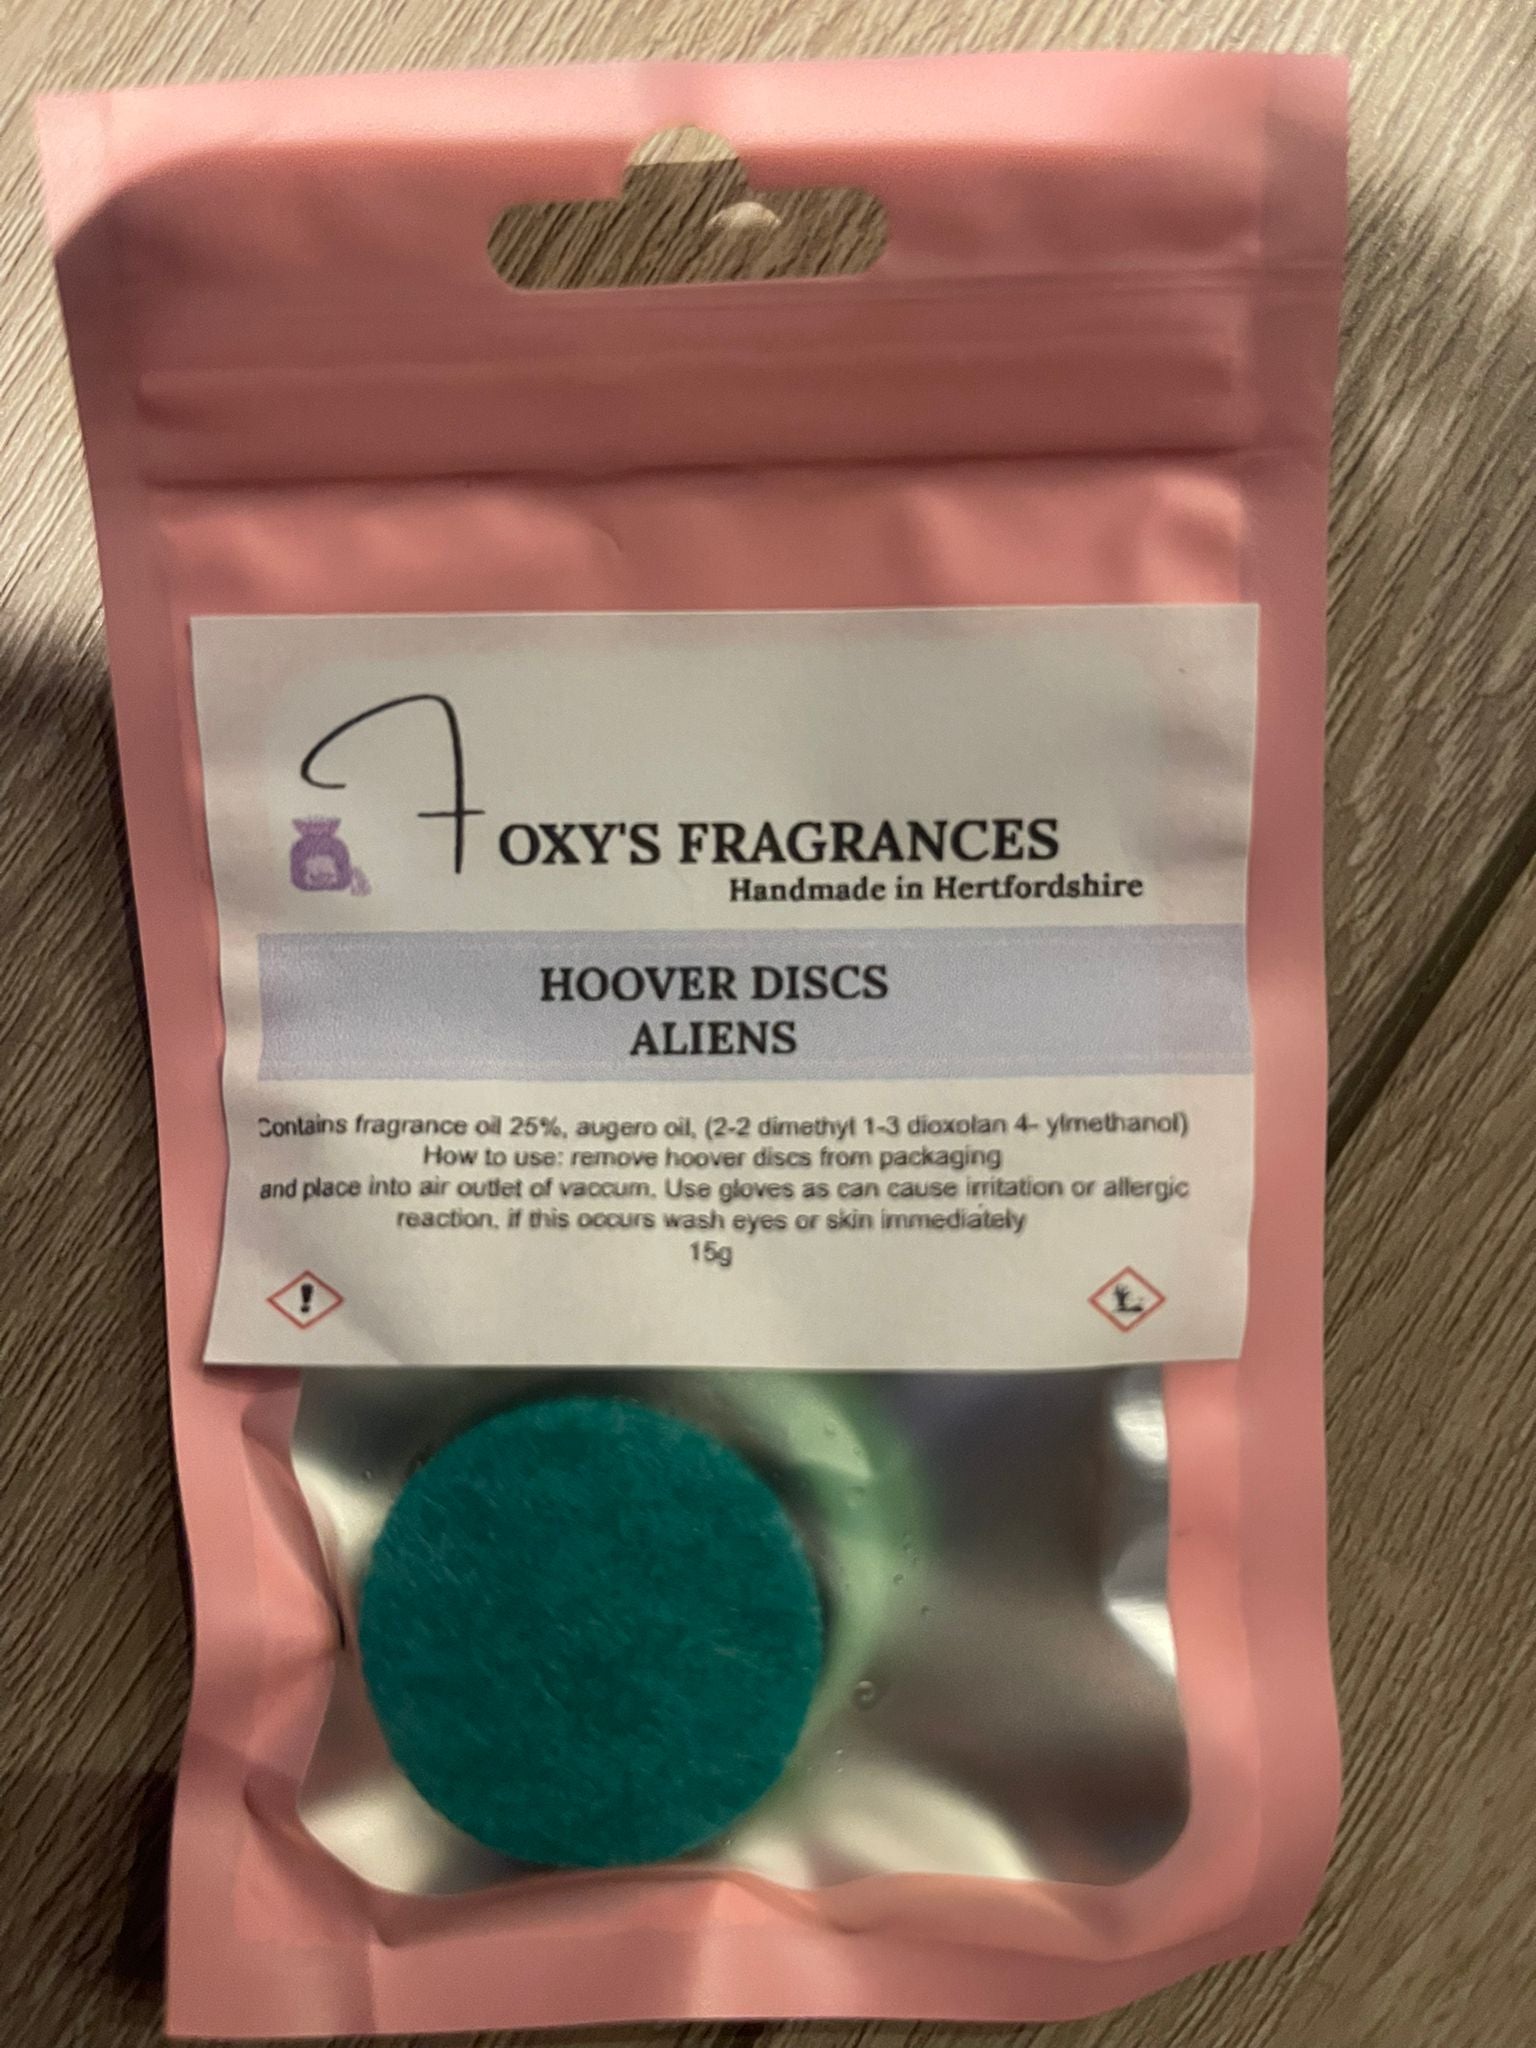 FOXY'S FRAGRANCES
Handmade in Hertfordshire
HOOVER DISCS
ALIENS
Contains fragrance oil 25%, augero oil, (2-2 dimethyl 1-3 dioxolan 4- ylmethanol)
How to use: remove hoover discs from packaging
and place into air outlet of vaccum. Use gloves as can cause irritation or allergic
reaction, if this occurs wash eyes or skin immediately
15g